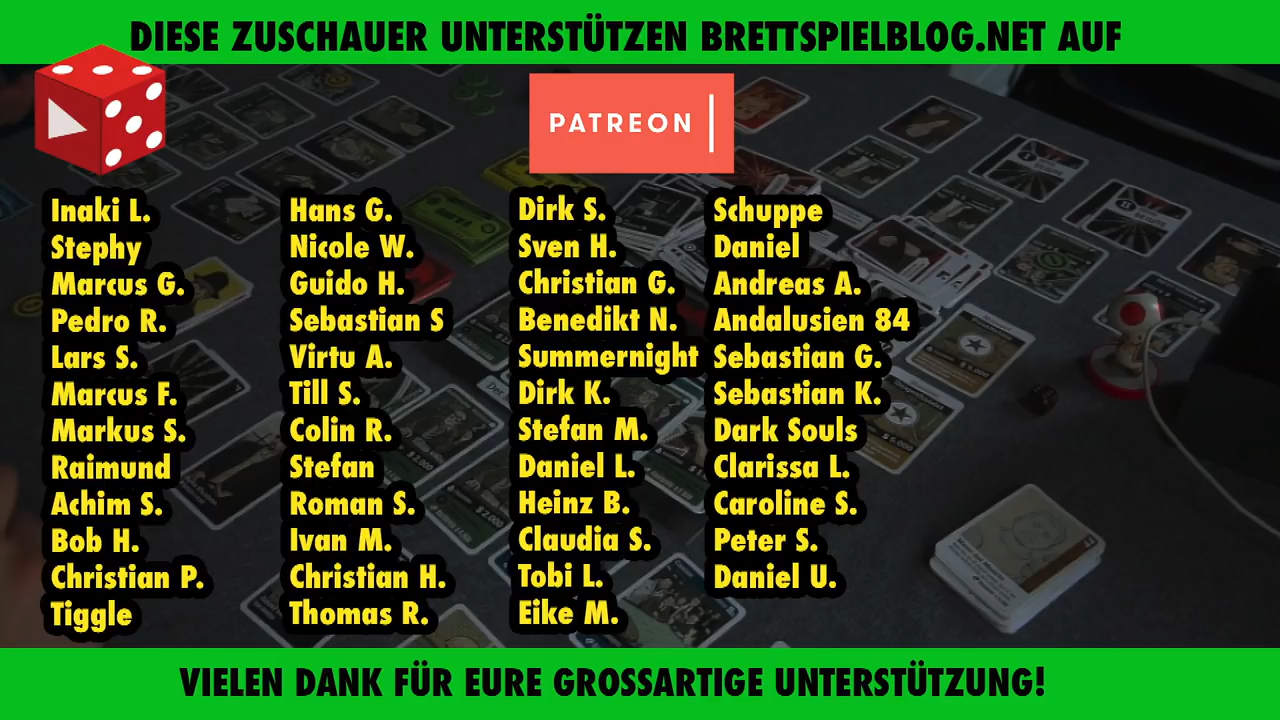 DIESE ZUSCHAUER UNTERSTÜTZEN BRETTSPIELBLOG.NET AUF
PATREON
Inaki L.
Stephy
Marcus G.
Pedro R.
Lars S.
Marcus F.
Markus S.
Raimund
Achim S.
Bob H.
Christian P.
Tiggle
Hans G.
Nicole W.
Guido H.
Sebastian S
Virtu A.
Till S.
Colin R.
Stefan
Roman S.
Ivan M.
Christian H.
Thomas R.
Dirk S.
Sven H.
Christian G.
Benedikt N.
Summernight
Dirk K.
Stefan M.
Daniel L.
Heinz B.
Claudia S.
Tobi L.
Eike M.
Schuppe
Daniel
Andreas A.
Andalusien 84
Sebastian G.
Sebastian K.
Dark Souls
Clarissa L.
Caroline S.
Peter S.
Daniel U.
VIELEN DANK FÜR EURE GROSSARTIGE UNTERSTÜTZUNG!